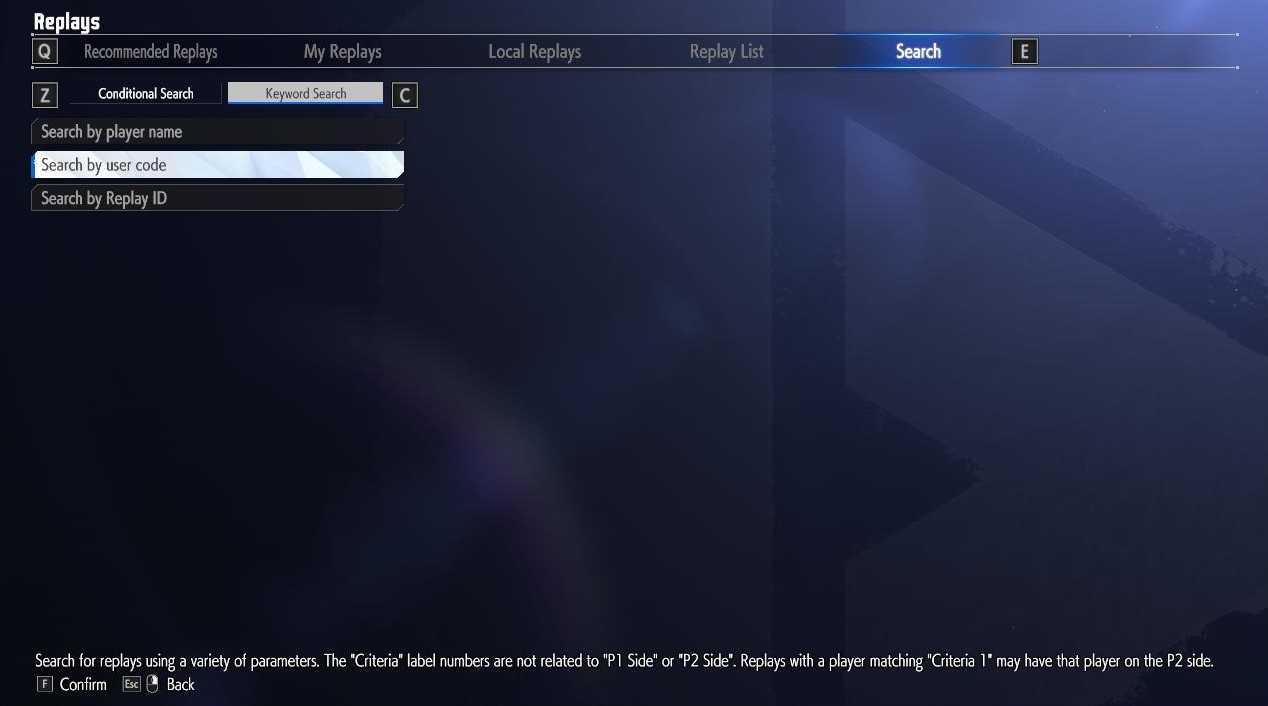 Replays
Q Recommended Replays My Replays Local Replays Replay List Search E
Z Conditional Search Keyword Search C
Search by player name
Search by user code
Search by Replay ID
Search for replays using a variety of parameters. The "Criteria" label numbers are not related to "P1 Side" or "P2 Side". Replays with a player matching "Criteria 1" may have that player on the P2 side.
F Confirm Esc Back